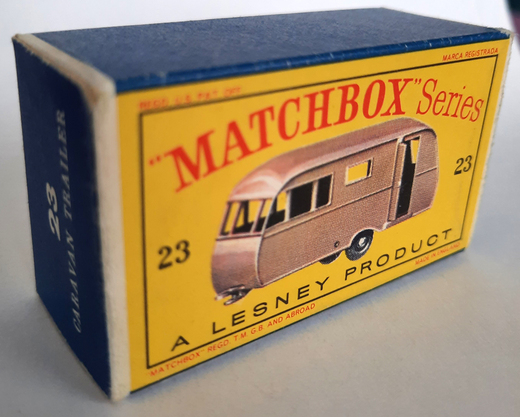 23
CARAVAN TRAILER
REGD. U.S. PAT. OFF.
MARCA REGISTRADA
"MATCHBOX" Series
23
23
A LESNEY PRODUCT
MADE IN ENGLAND
"MATCHBOX" REGD. T.M. G.B. AND ABROAD